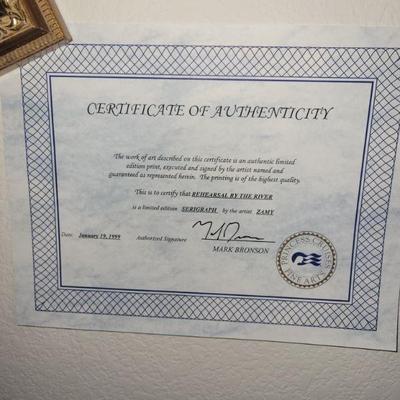 CERTIFICATE OF AUTHENTICITY
The work of art described on this certificate is an authentic limited
edition print, executed and signed by the artist named and
guaranteed as represented herein. The printing is of the highest quality.
This is to certify that REHEARSAL BY THE RIVER
is a limited edition SERIGRAPH by the artist ZAMY
Date: January 19, 1999 Authorized Signature
MARK BRONSON
PRINCESS CRUISES
FINE ARTS